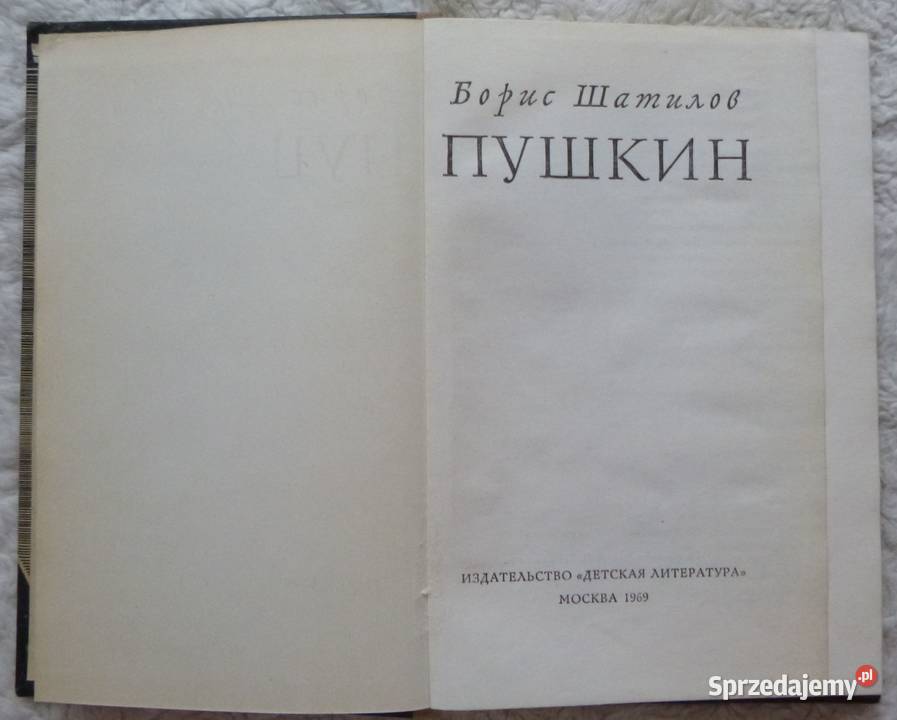 Борис Шатилов
ПУШКИН
ИЗДАТЕЛЬСТВО «ДЕТСКАЯ ЛИТЕРАТУРА»
МОСКВА 1969
Sprzedajemy.pl